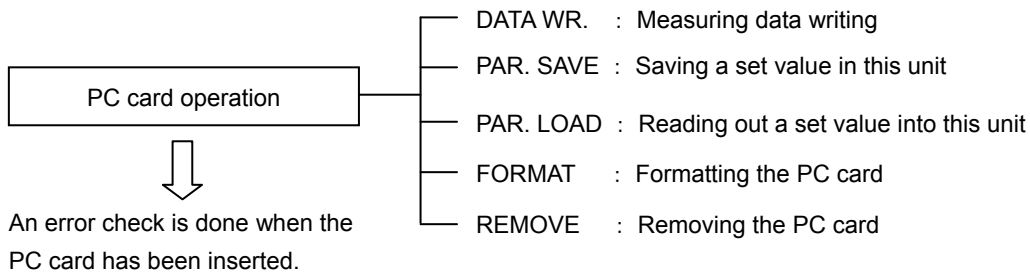 PC card operation
DATA WR. : Measuring data writing
PAR. SAVE : Saving a set value in this unit
PAR. LOAD : Reading out a set value into this unit
FORMAT : Formatting the PC card
REMOVE : Removing the PC card
An error check is done when the
PC card has been inserted.